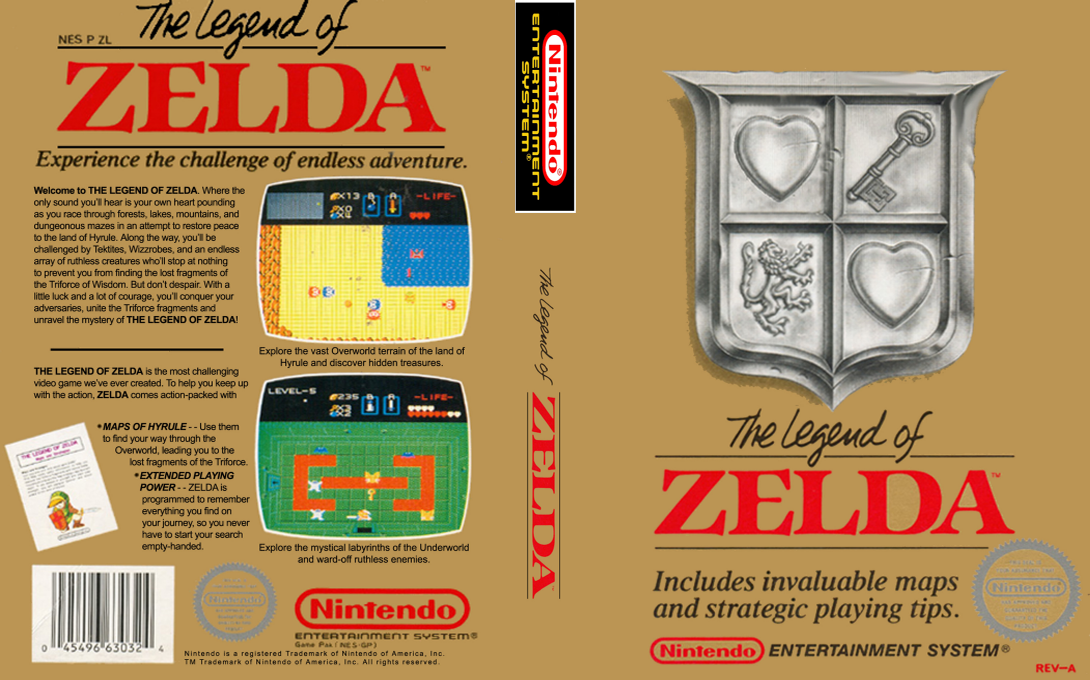 NES P ZL
The Legend of
ZELDA™
Experience the challenge of endless adventure.
Welcome to THE LEGEND OF ZELDA. Where the
only sound you'll hear is your own heart pounding
as you race through forests, lakes, mountains, and
dungeonous mazes in an attempt to restore peace
to the land of Hyrule. Along the way, you'll be
challenged by Tektites, Wizzrobes, and an endless
array of ruthless creatures who'll stop at nothing
to prevent you from finding the lost fragments of
the Triforce of Wisdom. But don't despair. With a
little luck and a lot of courage, you'll conquer your
adversaries, unite the Triforce fragments and
unravel the mystery of THE LEGEND OF ZELDA!
THE LEGEND OF ZELDA is the most challenging
video game we've ever created. To help you keep up
with the action, ZELDA comes action-packed with
• MAPS OF HYRULE - - Use them
to find your way through the
Overworld, leading you to the
lost fragments of the Triforce.
• EXTENDED PLAYING
POWER - - ZELDA is
programmed to remember
everything you find on
your journey, so you never
have to start your search
empty-handed.
THE LEGEND OF ZELDA
X13 B A -LIFE-
X0
X4
Explore the vast Overworld terrain of the land of
Hyrule and discover hidden treasures.
LEVEL-5
235 B A -LIFE-
Explore the mystical labyrinths of the Underworld
and ward-off ruthless enemies.
0 45496 63032 4
Nintendo
Nintendo®
ENTERTAINMENT SYSTEM®
Game Pak (NES-GP)
Nintendo is a registered Trademark of Nintendo of America, Inc.
TM Trademark of Nintendo of America, Inc. All rights reserved.
Nintendo®
ENTERTAINMENT
SYSTEM®
The Legend of
ZELDA™
The Legend of
ZELDA™
Includes invaluable maps
and strategic playing tips.
Nintendo
Nintendo ENTERTAINMENT SYSTEM®
REV-A